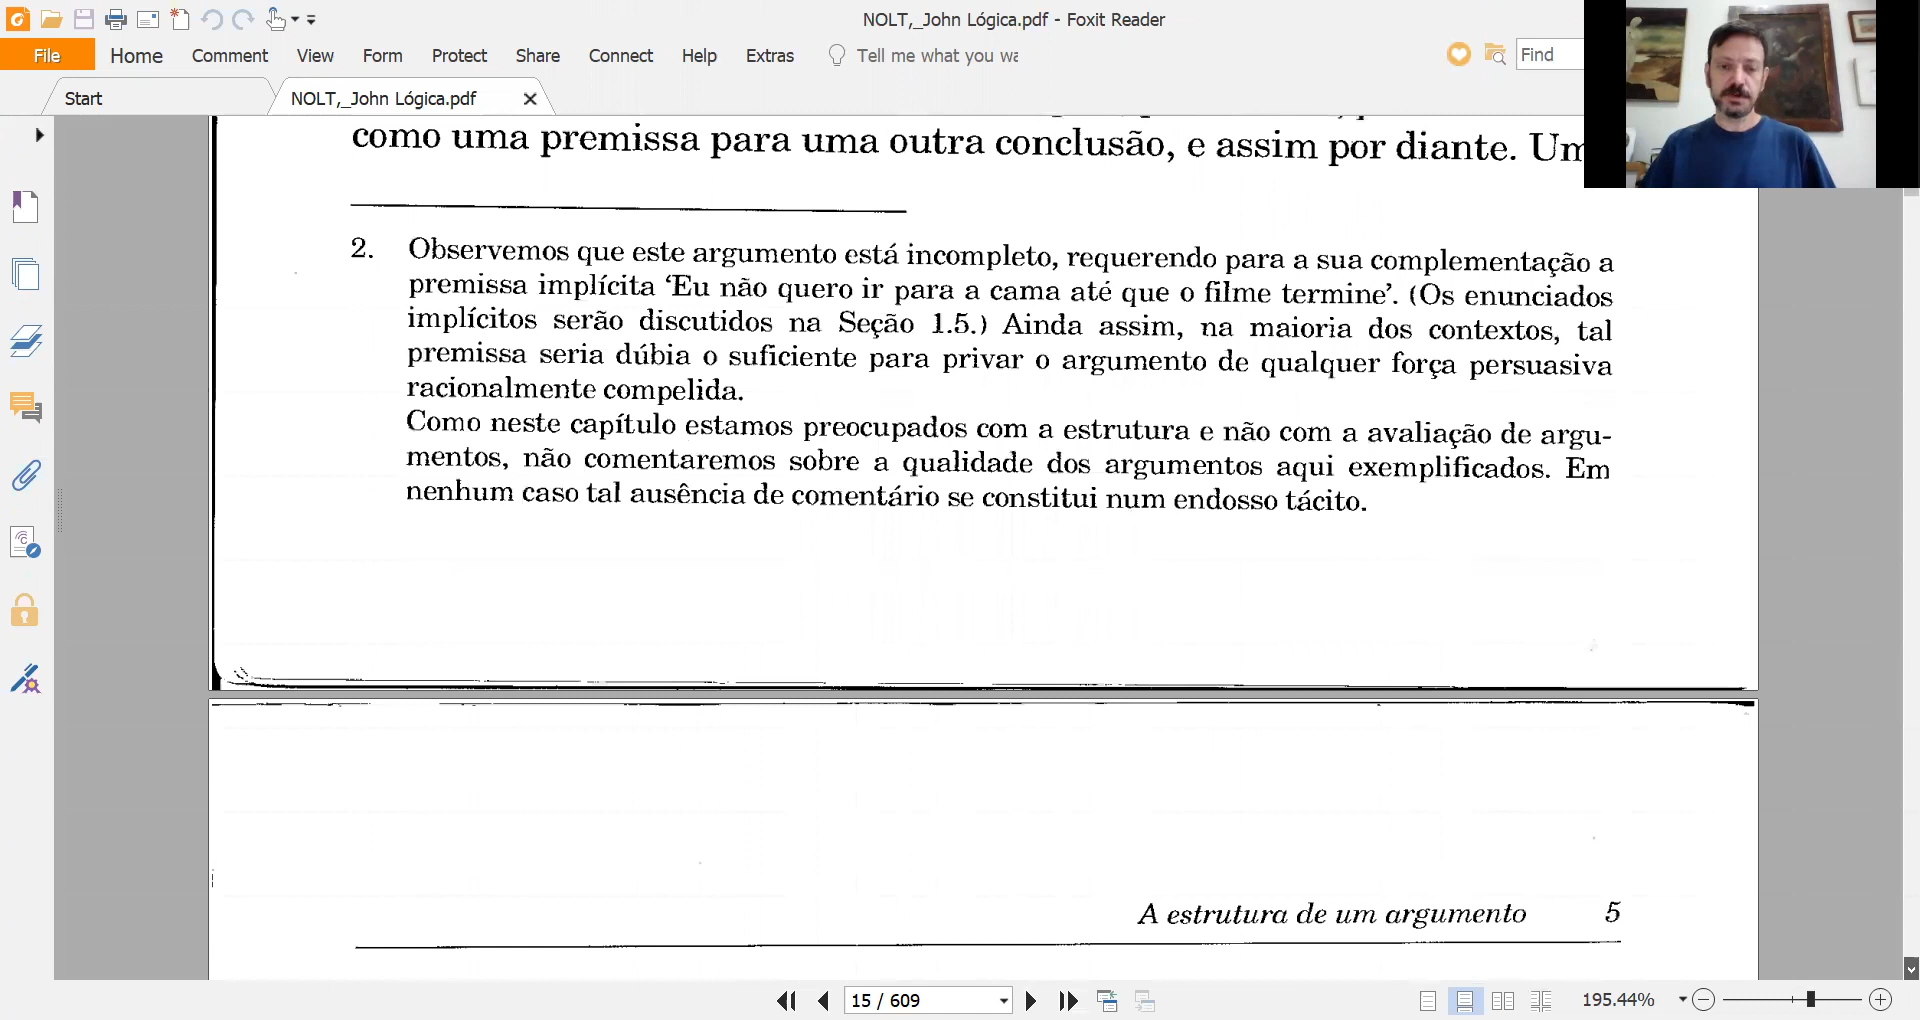 NOLT,_John Lógica.pdf - Foxit Reader
File Home Comment View Form Protect Share Connect Help Extras Tell me what you wa Find
Start NOLT,_John Lógica.pdf
como uma premissa para uma outra conclusão, e assim por diante. Um
2. Observemos que este argumento está incompleto, requerendo para a sua complementação a
premissa implícita ‘Eu não quero ir para a cama até que o filme termine’. (Os enunciados
implícitos serão discutidos na Seção 1.5.) Ainda assim, na maioria dos contextos, tal
premissa seria dúbia o suficiente para privar o argumento de qualquer força persuasiva
racionalmente compelida.
Como neste capítulo estamos preocupados com a estrutura e não com a avaliação de argu-
mentos, não comentaremos sobre a qualidade dos argumentos aqui exemplificados. Em
nenhum caso tal ausência de comentário se constitui num endosso tácito.
A estrutura de um argumento 5
15 / 609 195.44%